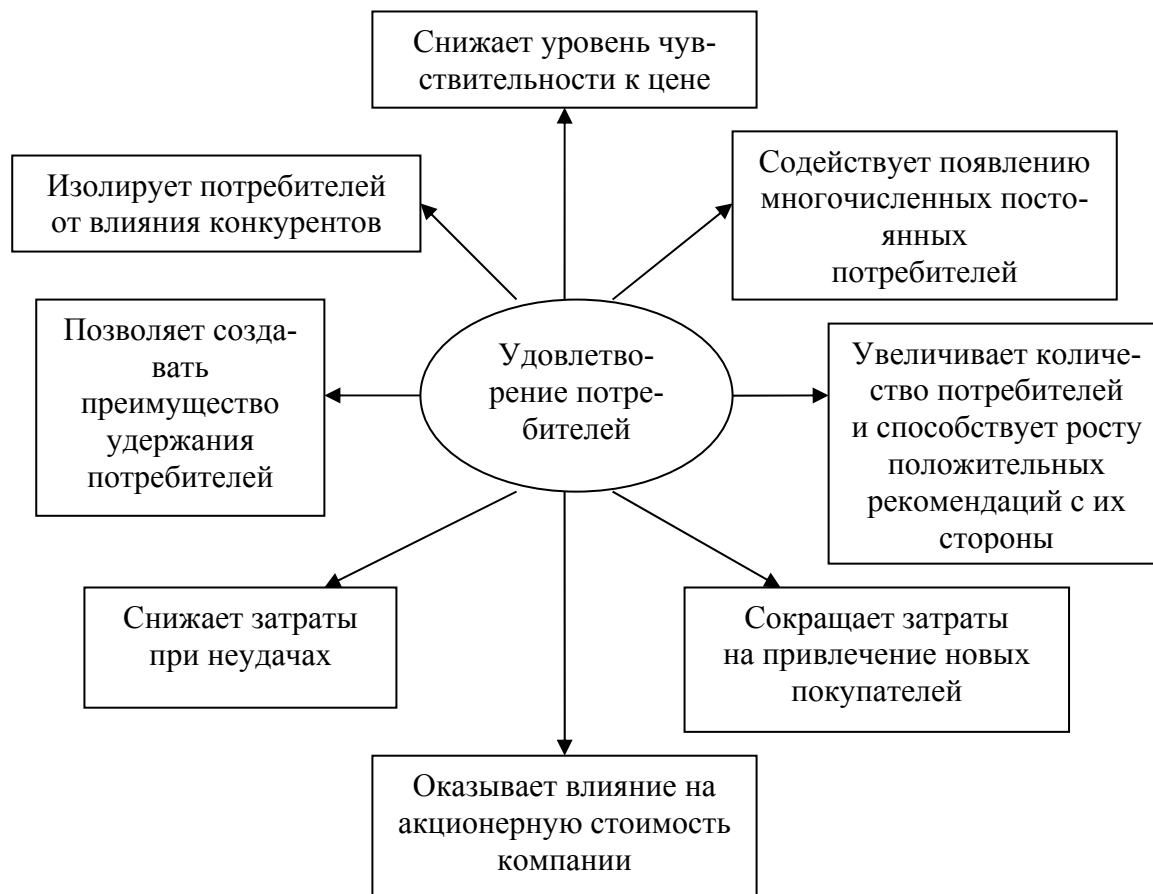 Снижает уровень чув-
ствительности к цене
Изолирует потребителей
от влияния конкурентов
Содействует появлению
многочисленных посто-
янных
потребителей
Позволяет созда-
вать
преимущество
удержания
потребителей
Удовлетво-
рение потре-
бителей
Увеличивает количе-
ство потребителей
и способствует росту
положительных
рекомендаций с их
стороны
Снижает затраты
при неудачах
Сокращает затраты
на привлечение новых
покупателей
Оказывает влияние на
акционерную стоимость
компании